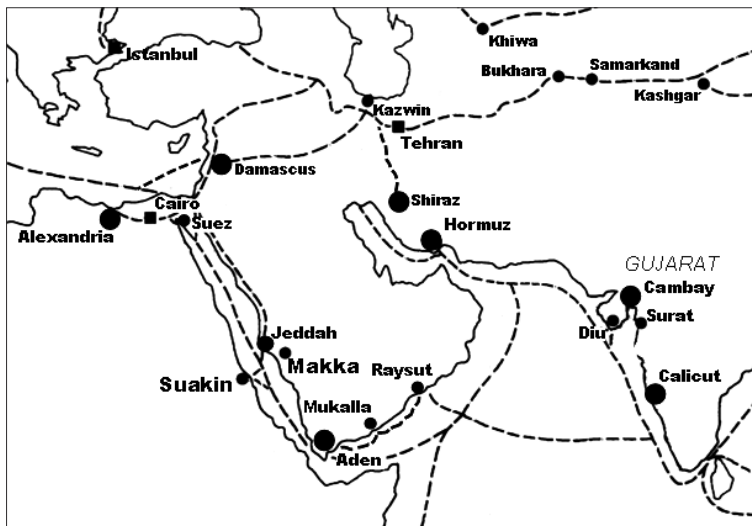 Khiwa
Istanbul
Bukhara
Samarkand
Kashgar
Kazwin
Tehran
Damascus
Cairo
Shiraz
Suez
Alexandria
Hormuz
GUJARAT
Cambay
Diu
Surat
Jeddah
Makka
Raysut
Suakin
Calicut
Mukalla
Aden